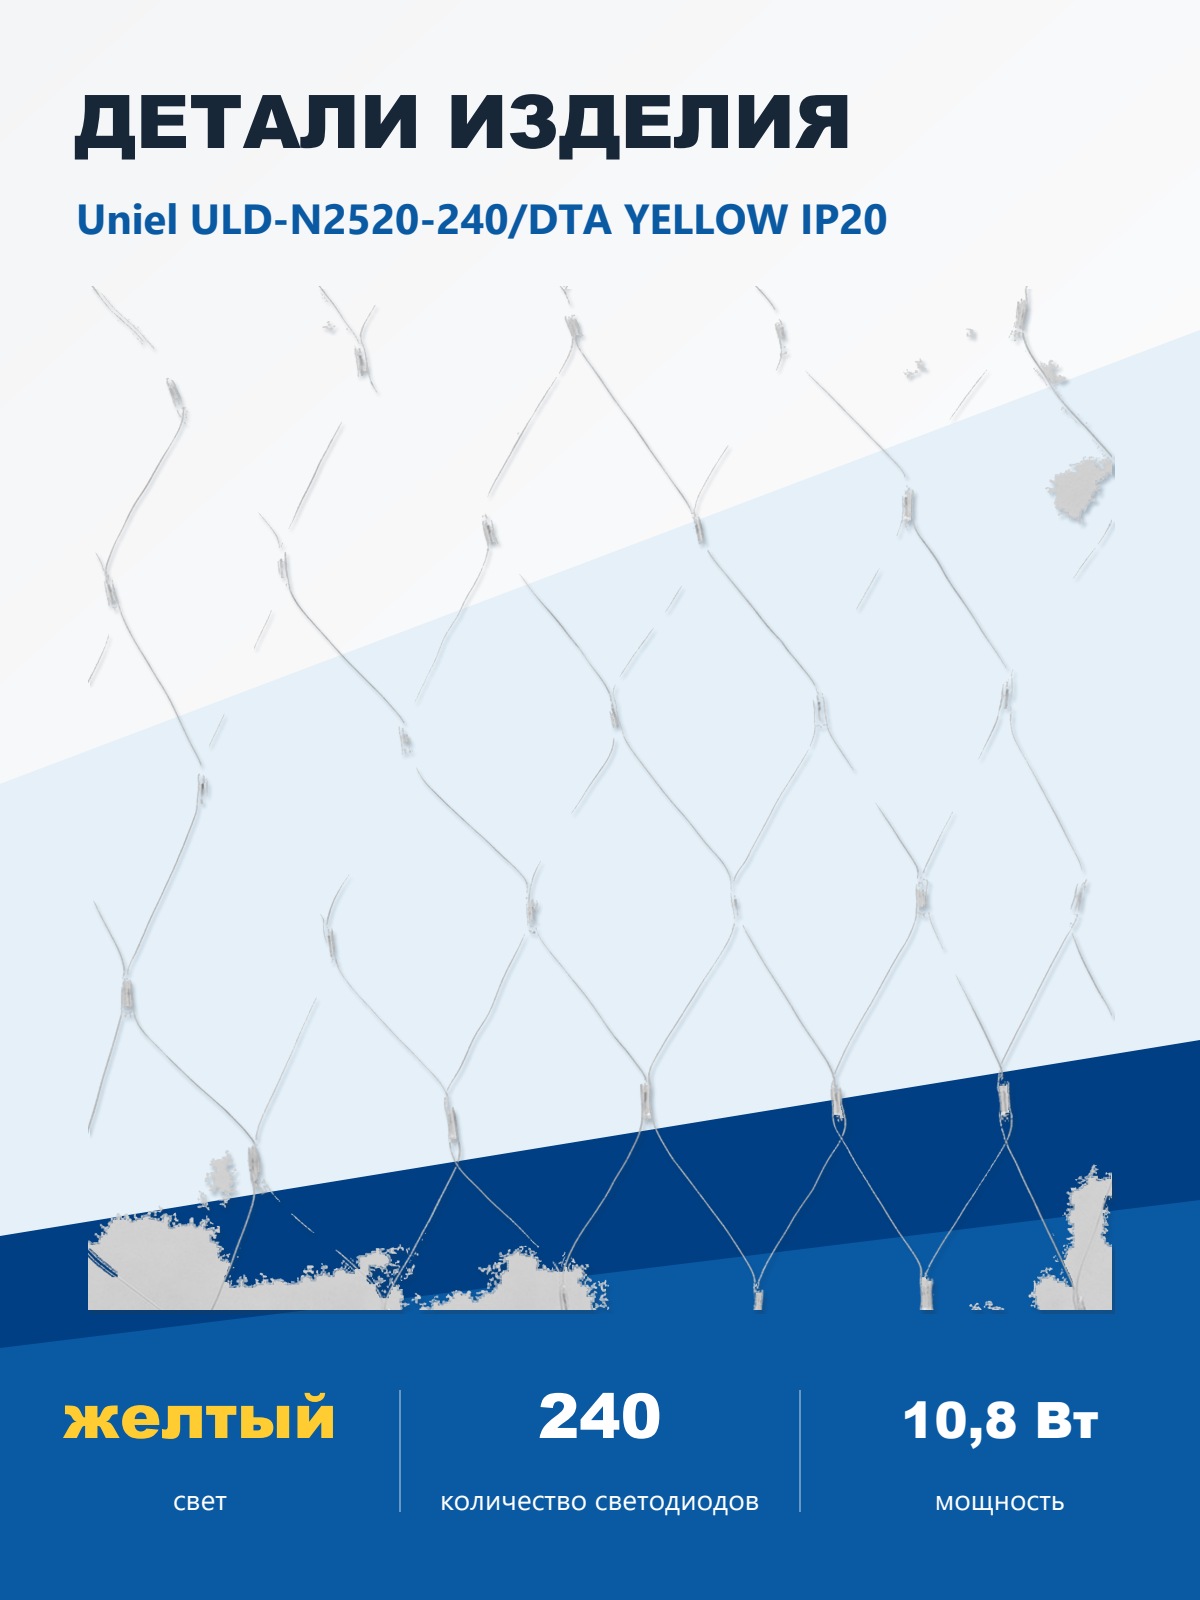 ДЕТАЛИ ИЗДЕЛИЯ
Uniel ULD-N2520-240/DTA YELLOW IP20
желтый
свет
240
количество светодиодов
10,8 Вт
мощность